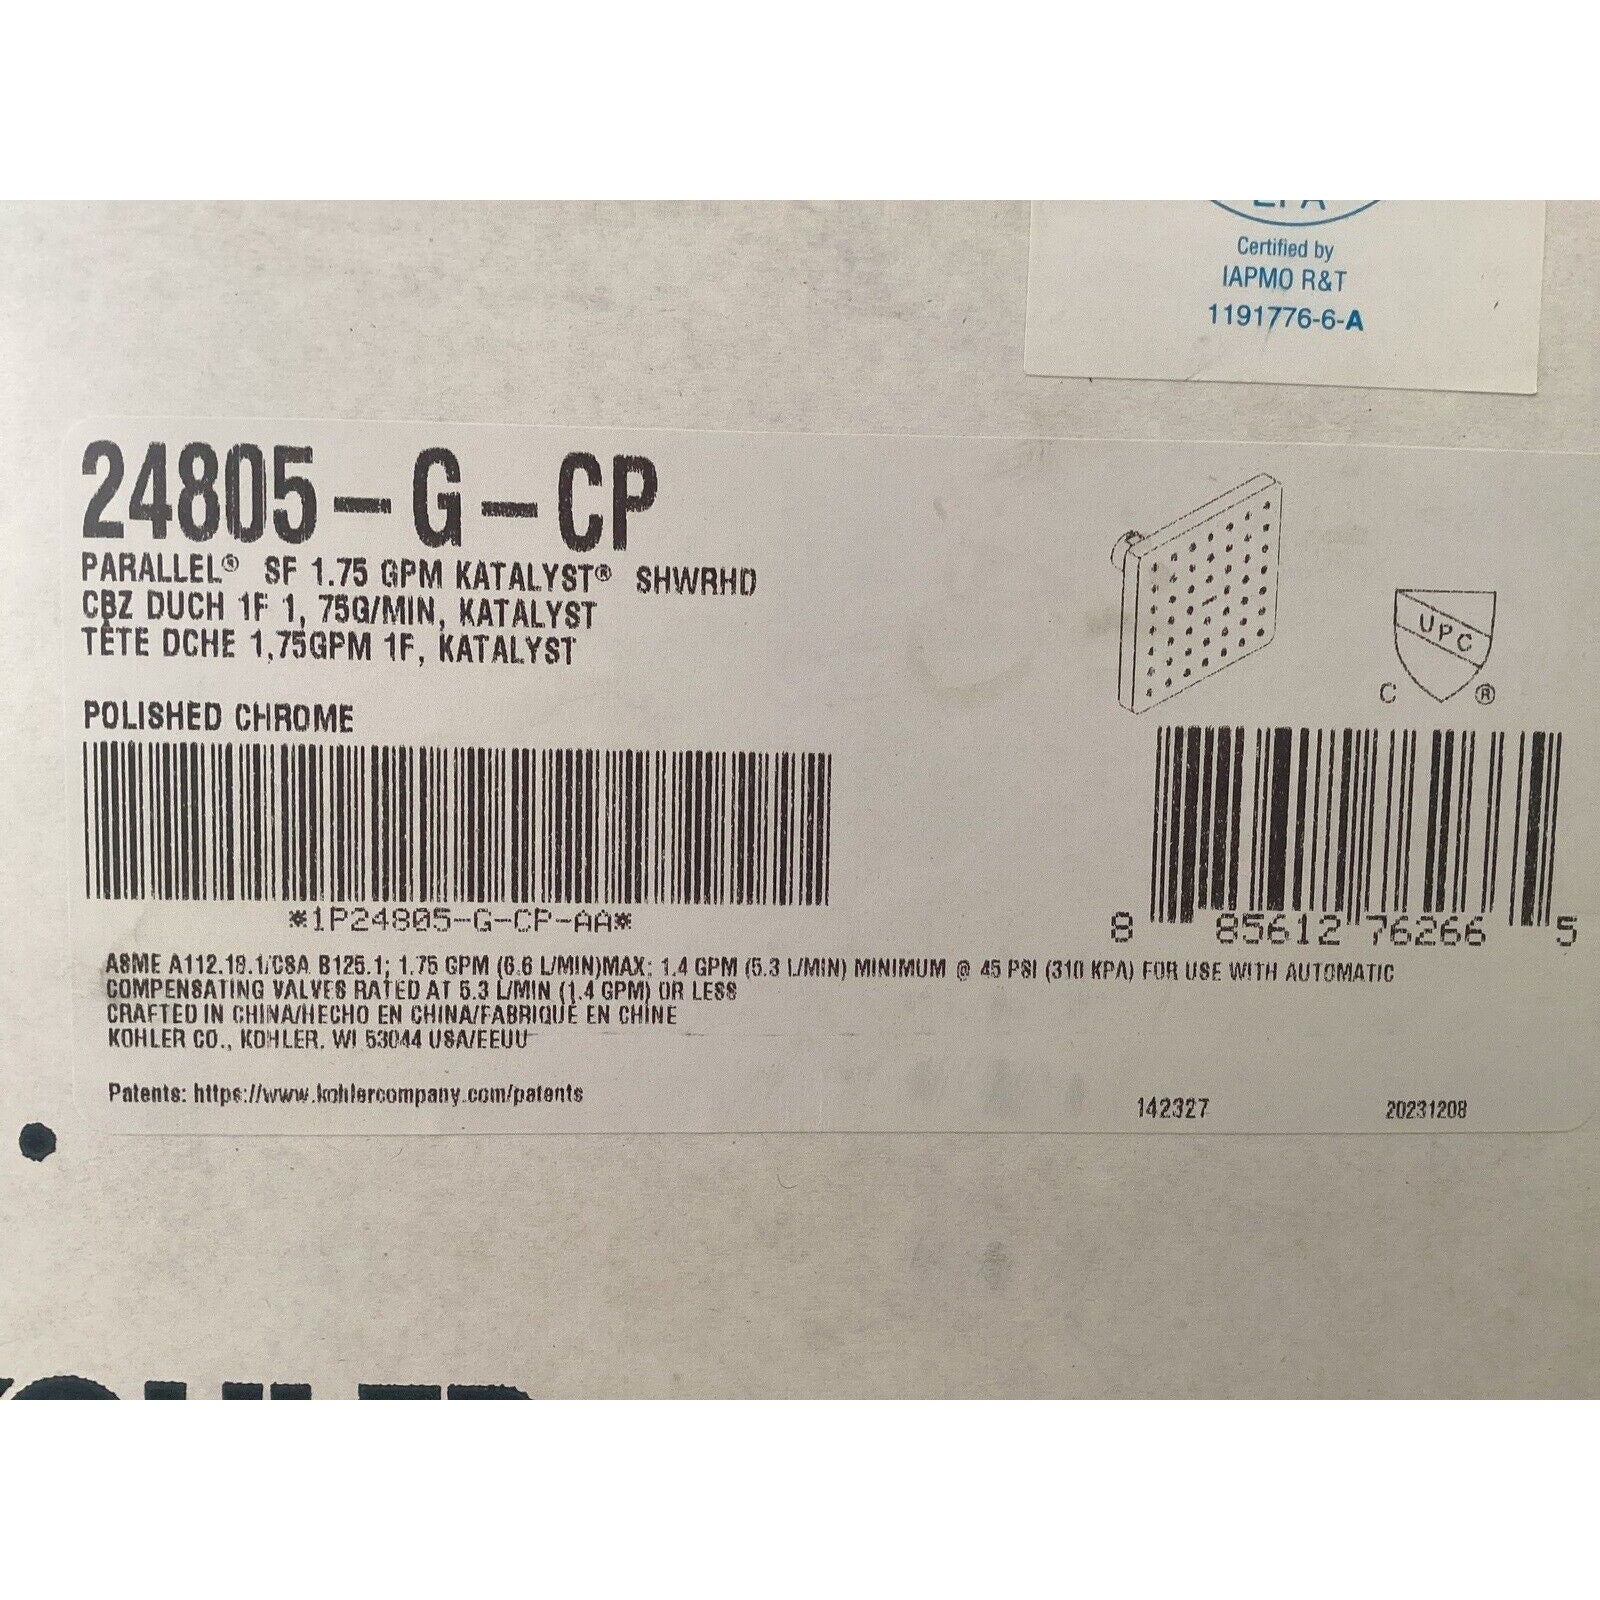 EPA
Certified by
IAPMO R&T
1191776-6-A
24805-G-CP
PARALLEL® SF 1.75 GPM KATALYST® SHWRHD
CBZ DUCH 1F 1, 75G/MIN, KATALYST
TÊTE DCHE 1,75GPM 1F, KATALYST
UPC
C ®
POLISHED CHROME
*1P24805-G-CP-AA*
8 85612 76266 5
ASME A112.18.1/CSA B125.1; 1.75 GPM (6.6 L/MIN)MAX; 1.4 GPM (5.3 L/MIN) MINIMUM @ 45 PSI (310 KPA) FOR USE WITH AUTOMATIC
COMPENSATING VALVES RATED AT 5.3 L/MIN (1.4 GPM) OR LESS
CRAFTED IN CHINA/HECHO EN CHINA/FABRIQUÉ EN CHINE
KOHLER CO., KOHLER, WI 53044 USA/EEUU
Patents: https://www.kohlercompany.com/patents
142327 20231208
KOHLER